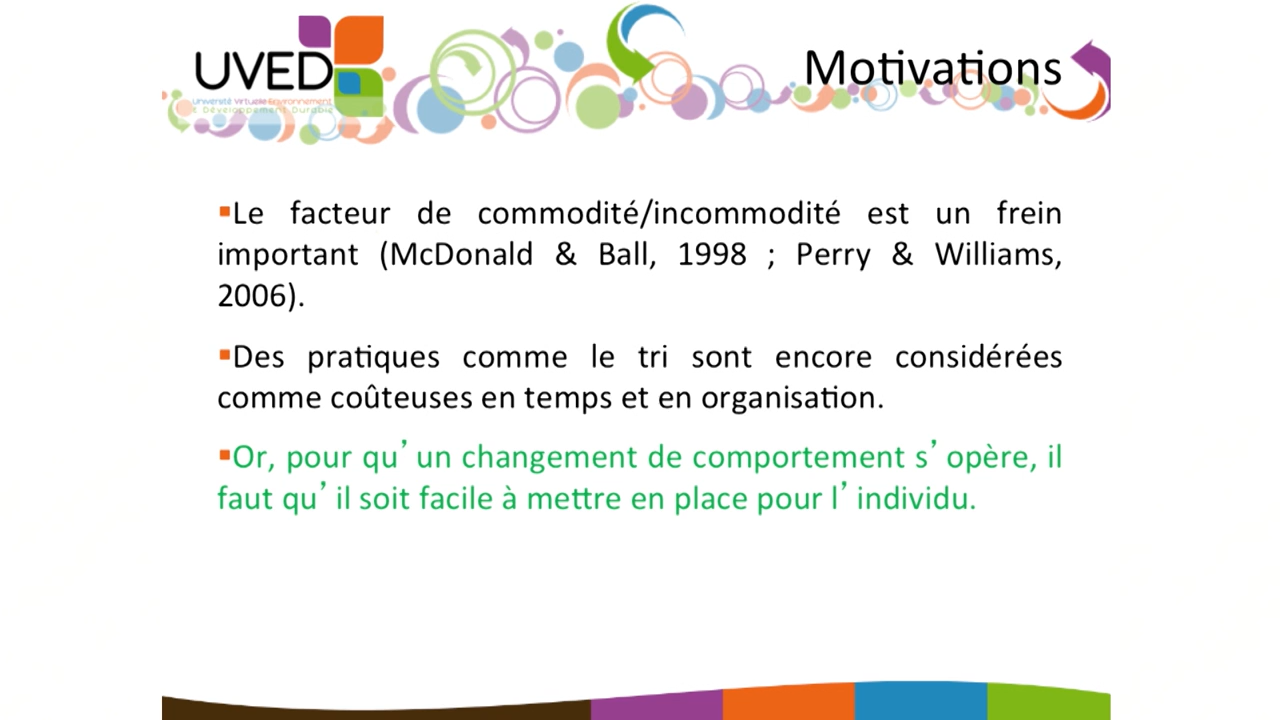 UVED
Université Virtuelle Environnement
et Développement Durable
Motivations
Le facteur de commodité/incommodité est un frein
important (McDonald & Ball, 1998 ; Perry & Williams,
2006).
Des pratiques comme le tri sont encore considérées
comme coûteuses en temps et en organisation.
Or, pour qu’un changement de comportement s’opère, il
faut qu’il soit facile à mettre en place pour l’individu.